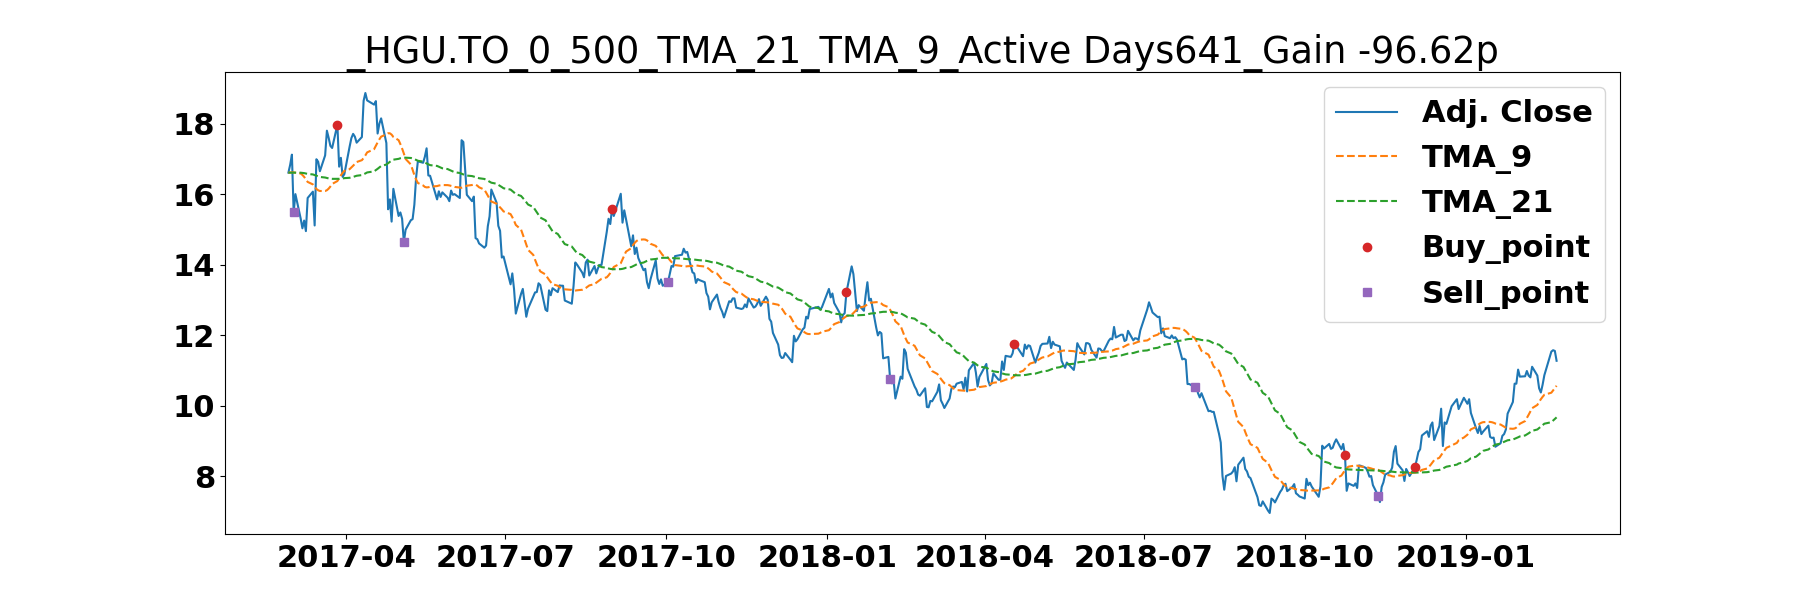 _HGU.TO_0_500_TMA_21_TMA_9_Active Days641_Gain -96.62p
Adj. Close
TMA_9
TMA_21
Buy_point
Sell_point
18
16
14
12
10
8
2017-04 2017-07 2017-10 2018-01 2018-04 2018-07 2018-10 2019-01